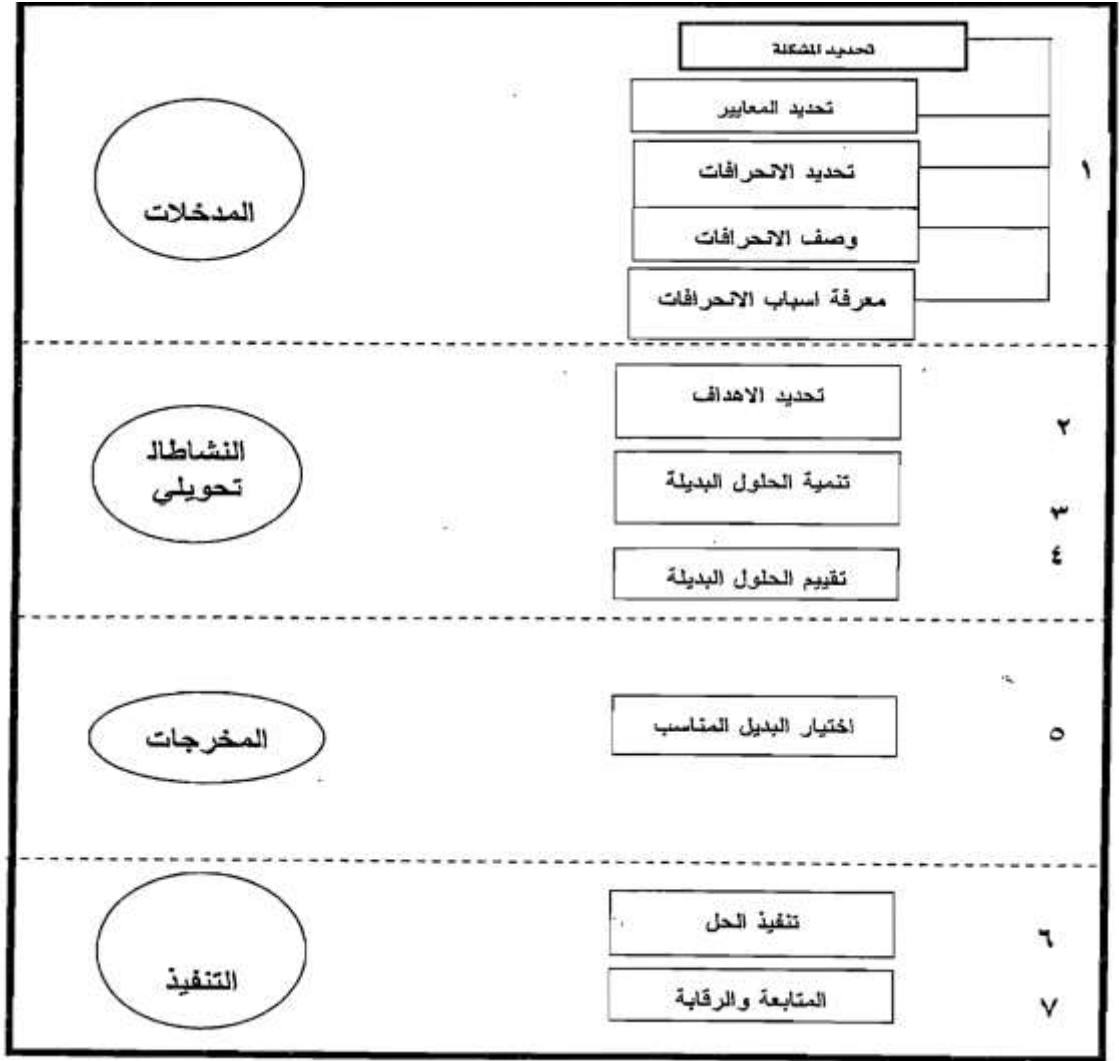 تحديد المشكلة
تحديد المعايير
١
تحديد الانحرافات
المدخلات
وصف الانحرافات
معرفة اسباب الانحرافات
تحديد الاهداف
٢
النشاطال
تحويلي
تنمية الحلول البديلة
٣
٤
تقييم الحلول البديلة
٥
اختيار البديل المناسب
المخرجات
٦
تنفيذ الحل
التنفيذ
٧
المتابعة والرقابة